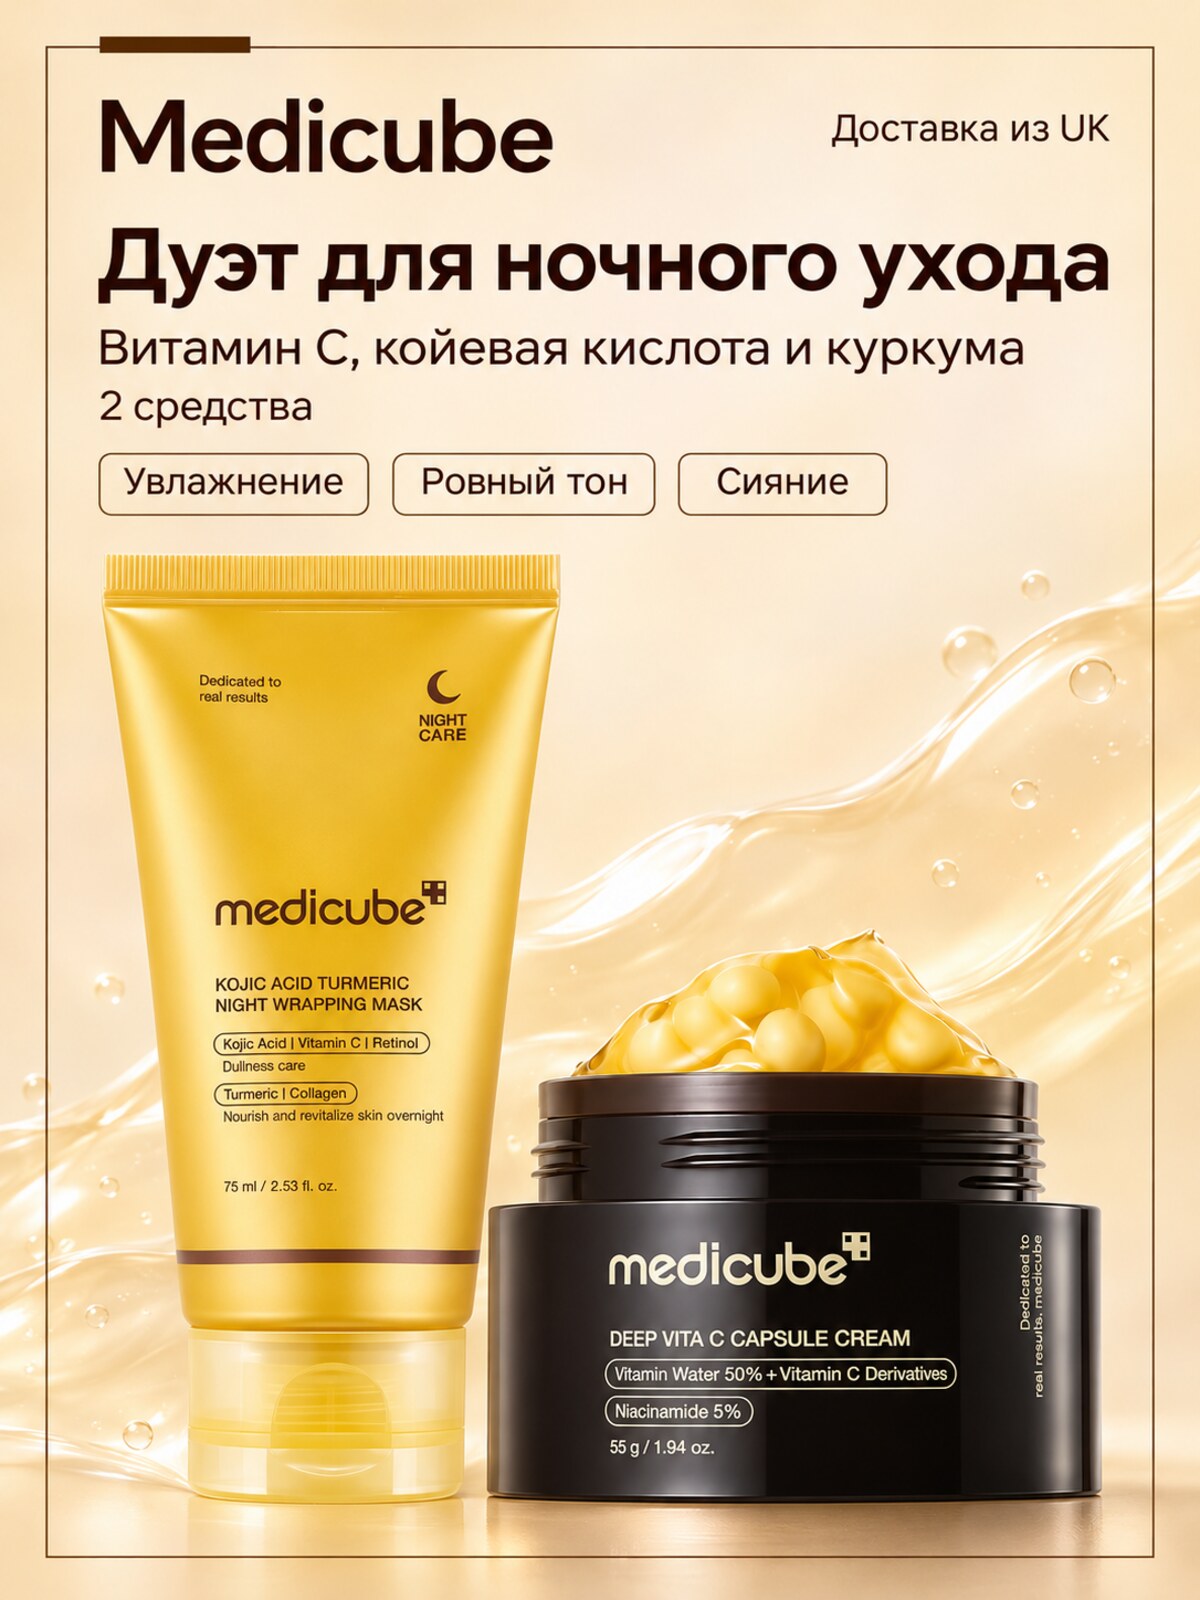 Medicube
Доставка из UK
Дуэт для ночного ухода
Витамин С, койевая кислота и куркума
2 средства
Увлажнение
Ровный тон
Сияние
Dedicated to
real results
NIGHT
CARE
medicube
KOJIC ACID TURMERIC
NIGHT WRAPPING MASK
Kojic Acid | Vitamin C | Retinol
Dullness care
Turmeric | Collagen
Nourish and revitalize skin overnight
75 ml / 2.53 fl. oz.
medicube
DEEP VITA C CAPSULE CREAM
Vitamin Water 50% + Vitamin C Derivatives
Niacinamide 5%
55 g / 1.94 oz.
Dedicated to
real results. medicube